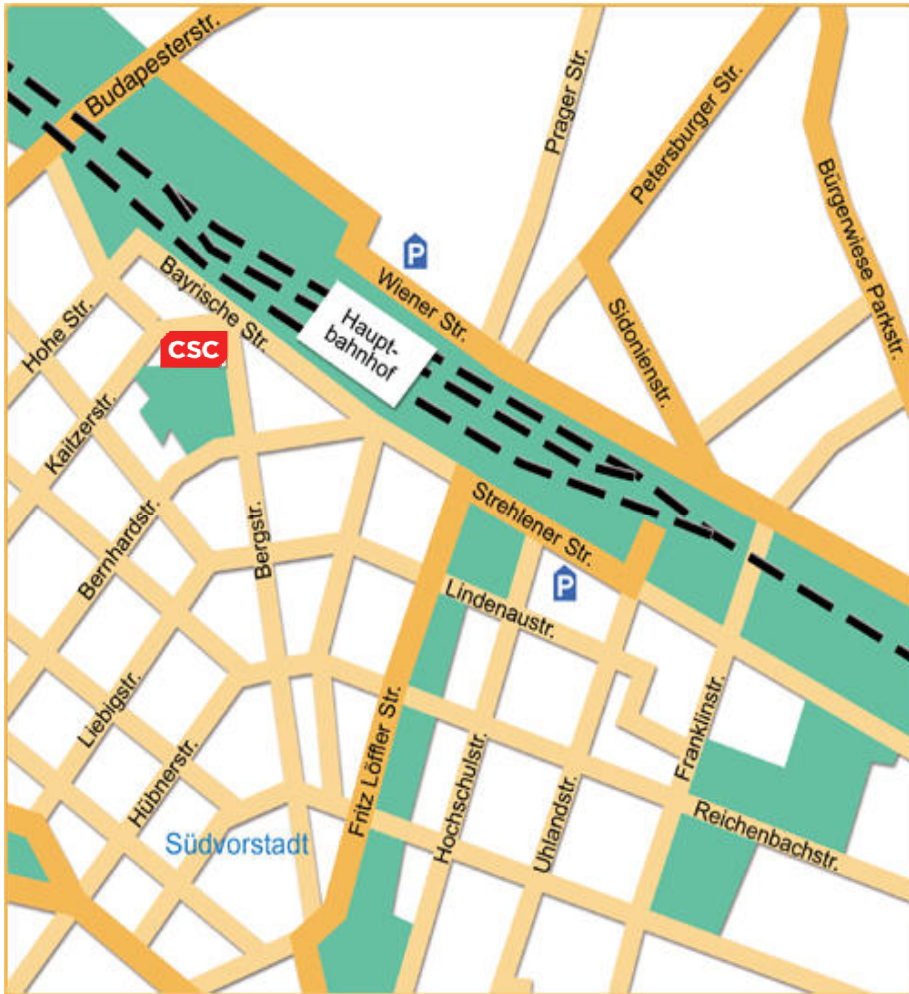 Budapesterstr.
Prager Str.
Petersburger Str.
Bürgerwiese Parkstr.
P
Wiener Str.
Sidonienstr.
Bayrische Str.
Hohe Str.
CSC
Haupt-
bahnhof
Kaitzerstr.
Bernhardstr.
Bergstr.
Strehlener Str.
P
Lindenaustr.
Liebigstr.
Hübnerstr.
Fritz Löffler Str.
Hochschulstr.
Uhlandstr.
Franklinstr.
Reichenbachstr.
Südvorstadt